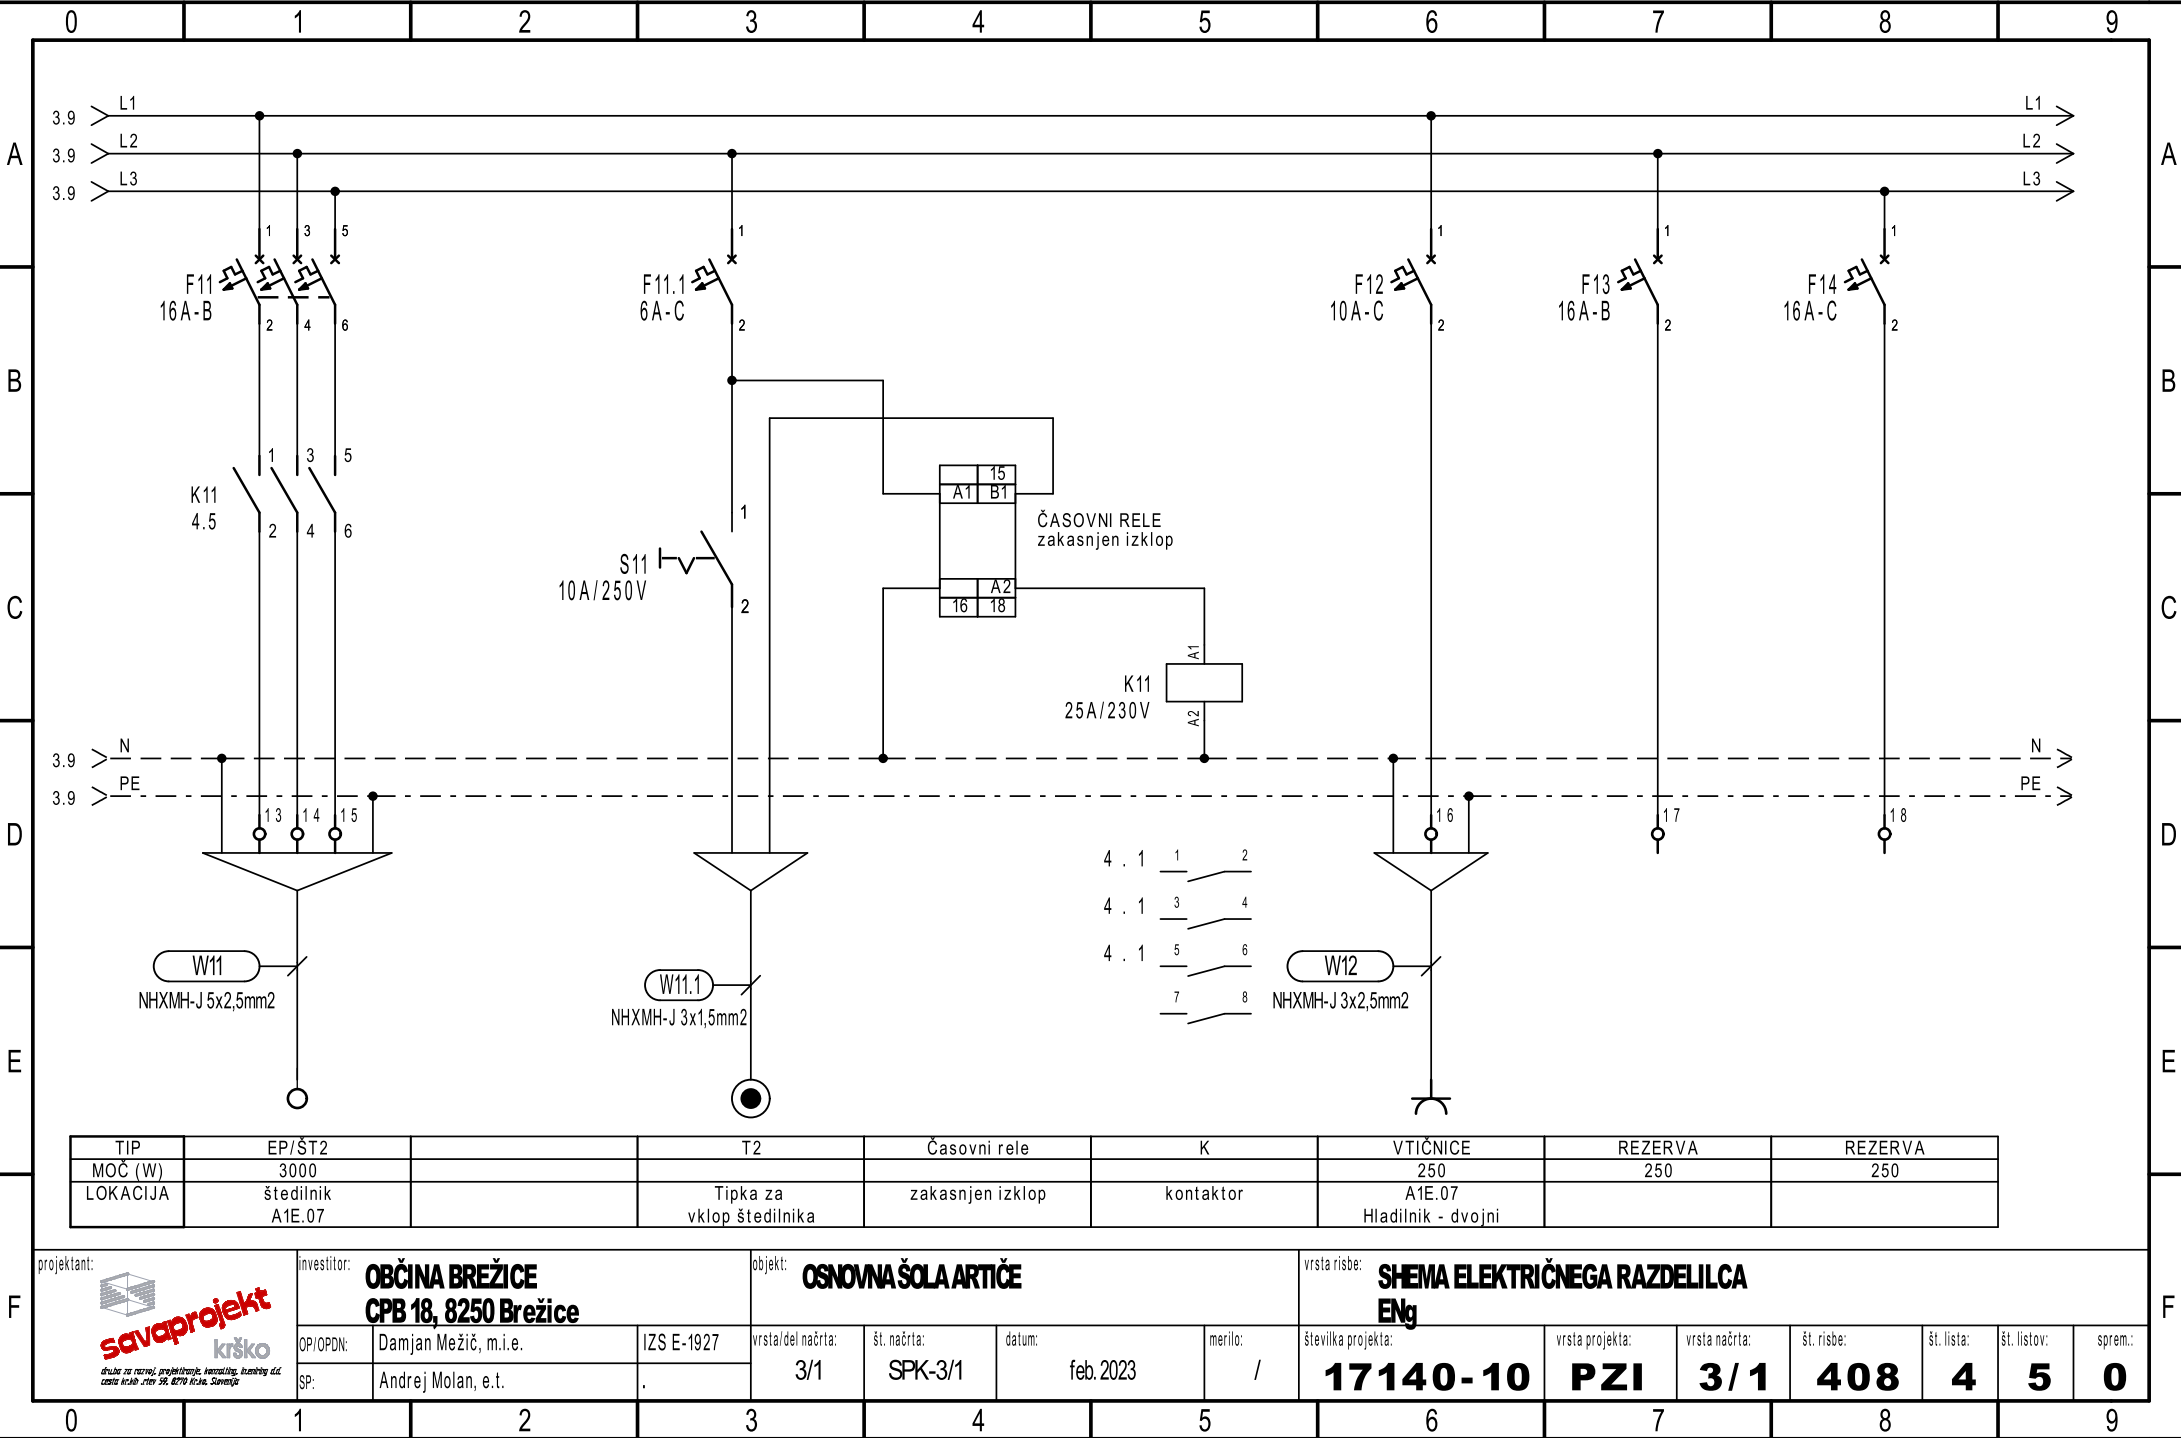 0 1 2 3 4 5 6 7 8 9
3.9 L1 L1
A 3.9 L2 L2 A
3.9 L3 L3
1 3 5 1 1 1 1
F11 F11.1 F12 F13 F14
16A-B 6A-C 10A-C 16A-B 16A-C
2 4 6 2 2 2 2
B B
1 3 5
15
K11 A1 B1
4.5
1
2 4 6 ČASOVNI RELE
zakasnjen izklop
S11
10A/250V
A2
C 2 16 18 C
A1
K11
25A/230V A2
3.9 N N
3.9 PE PE
13 14 15 16 17 18
D D
4.1 1 2
4.1 3 4
4.1 5 6
W11 W11.1 W12
7 8
NHXMH-J 5x2,5mm2 NHXMH-J 3x2,5mm2
NHXMH-J 3x1,5mm2
E E
TIP EP/ŠT2 T2 Časovni rele K VTIČNICE REZERVA REZERVA
MOČ (W) 3000 250 250 250
LOKACIJA štedilnik Tipka za zakasnjen izklop kontaktor A1E.07
A1E.07 vklop štedilnika Hladilnik - dvojni
projektant: investitor: OBČINA BREŽICE objekt: OSNOVNA ŠOLA ARTIČE vrsta risbe: SHEMA ELEKTRIČNEGA RAZDELILCA
F CPB 18, 8250 Brežice ENg F
savaprojekt
krško
OP/OPDN: Damjan Mežič, m.i.e. IZS E-1927 vrsta/del načrta: št. načrta: datum: merilo: številka projekta: vrsta projekta: vrsta načrta: št. risbe: št. lista: št. listov: sprem.:
3/1 SPK-3/1 feb. 2023 / 17140-10 PZI 3/1 408 4 5 0
SP: Andrej Molan, e.t. .
0 1 2 3 4 5 6 7 8 9